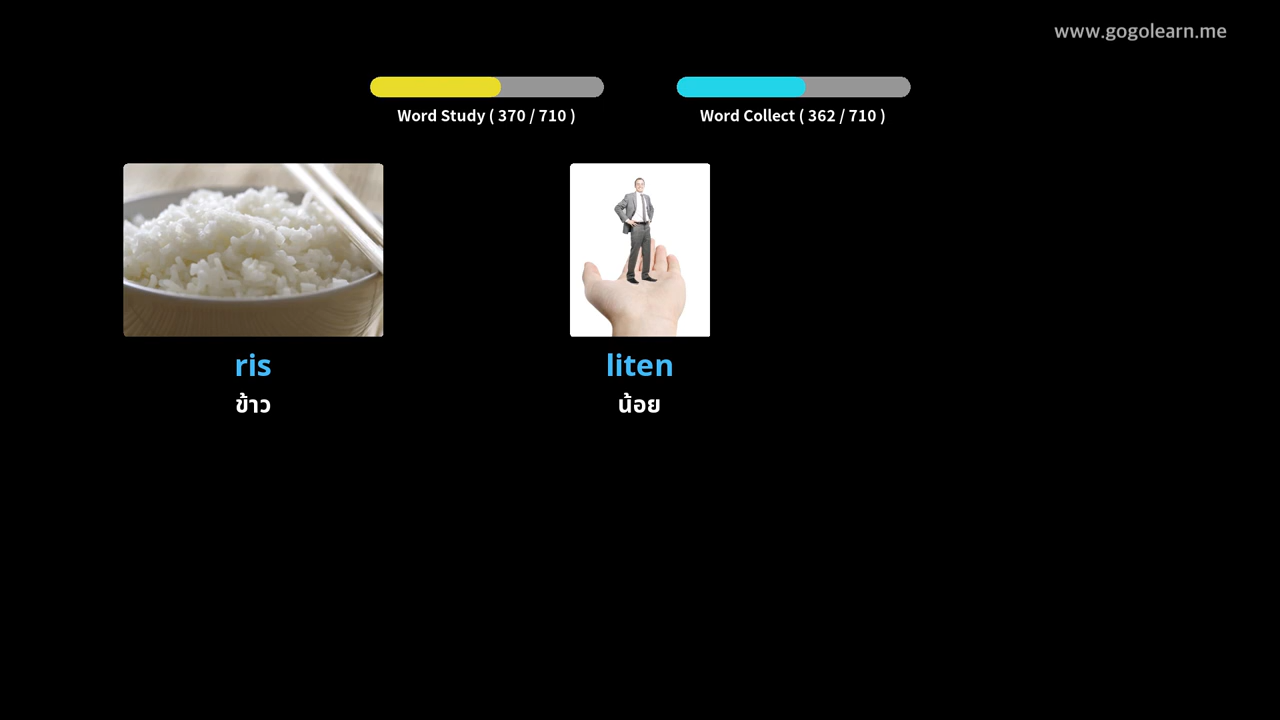 www.gogolearn.me
Word Study ( 370 / 710 )
Word Collect ( 362 / 710 )
ris
ข้าว
liten
น้อย